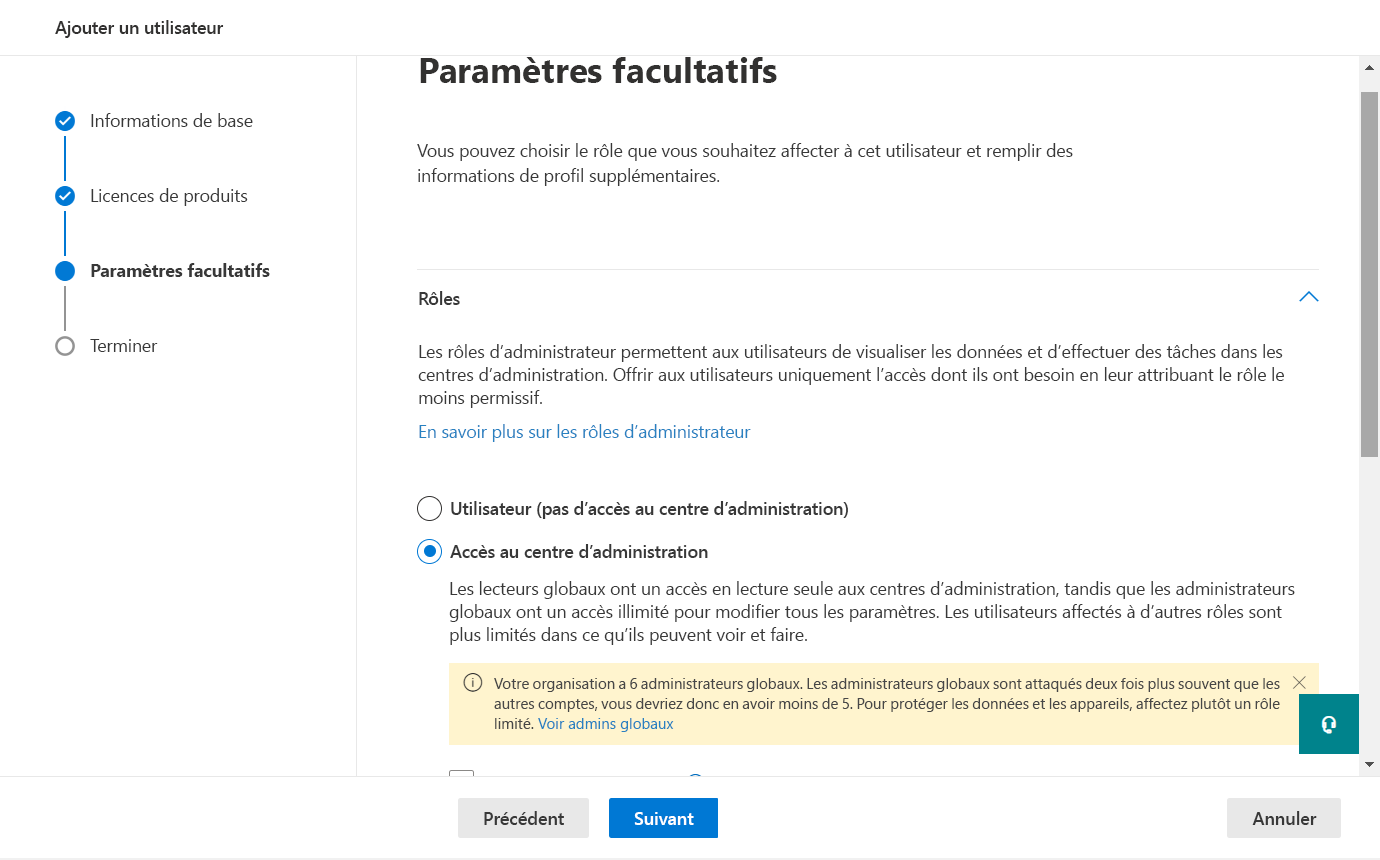 Ajouter un utilisateur
Informations de base
Licences de produits
Paramètres facultatifs
Terminer
Paramètres facultatifs
Vous pouvez choisir le rôle que vous souhaitez affecter à cet utilisateur et remplir des
informations de profil supplémentaires.
Rôles
Les rôles d’administrateur permettent aux utilisateurs de visualiser les données et d’effectuer des tâches dans les
centres d’administration. Offrir aux utilisateurs uniquement l’accès dont ils ont besoin en leur attribuant le rôle le
moins permissif.
En savoir plus sur les rôles d’administrateur
Utilisateur (pas d’accès au centre d’administration)
Accès au centre d’administration
Les lecteurs globaux ont un accès en lecture seule aux centres d’administration, tandis que les administrateurs
globaux ont un accès illimité pour modifier tous les paramètres. Les utilisateurs affectés à d’autres rôles sont
plus limités dans ce qu’ils peuvent voir et faire.
Votre organisation a 6 administrateurs globaux. Les administrateurs globaux sont attaqués deux fois plus souvent que les
autres comptes, vous devriez donc en avoir moins de 5. Pour protéger les données et les appareils, affectez plutôt un rôle
limité. Voir admins globaux
Précédent
Suivant
Annuler